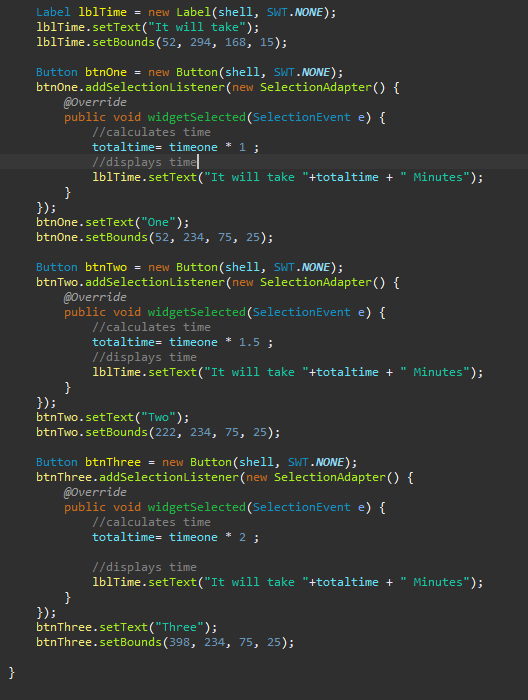 Label lblTime = new Label(shell, SWT.NONE);
lblTime.setText("It will take");
lblTime.setBounds(52, 294, 168, 15);
Button btnOne = new Button(shell, SWT.NONE);
btnOne.addSelectionListener(new SelectionAdapter() {
@Override
public void widgetSelected(SelectionEvent e) {
//calculates time
totaltime= timeone * 1 ;
//displays time
lblTime.setText("It will take "+totaltime + " Minutes");
}
});
btnOne.setText("One");
btnOne.setBounds(52, 234, 75, 25);
Button btnTwo = new Button(shell, SWT.NONE);
btnTwo.addSelectionListener(new SelectionAdapter() {
@Override
public void widgetSelected(SelectionEvent e) {
//calculates time
totaltime= timeone * 1.5 ;
//displays time
lblTime.setText("It will take "+totaltime + " Minutes");
}
});
btnTwo.setText("Two");
btnTwo.setBounds(222, 234, 75, 25);
Button btnThree = new Button(shell, SWT.NONE);
btnThree.addSelectionListener(new SelectionAdapter() {
@Override
public void widgetSelected(SelectionEvent e) {
//calculates time
totaltime= timeone * 2 ;
//displays time
lblTime.setText("It will take "+totaltime + " Minutes");
}
});
btnThree.setText("Three");
btnThree.setBounds(398, 234, 75, 25);
}